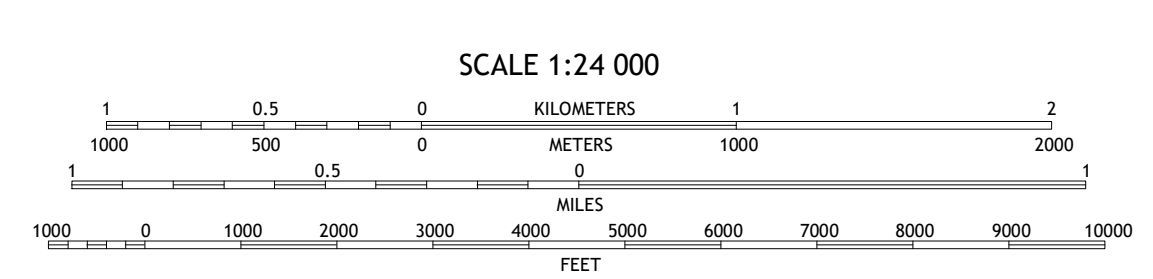 SCALE 1:24 000
1 0.5 0 KILOMETERS 1 2
1000 500 0 METERS 1000 2000
1 0.5 0 1
MILES
1000 0 1000 2000 3000 4000 5000 6000 7000 8000 9000 10000
FEET